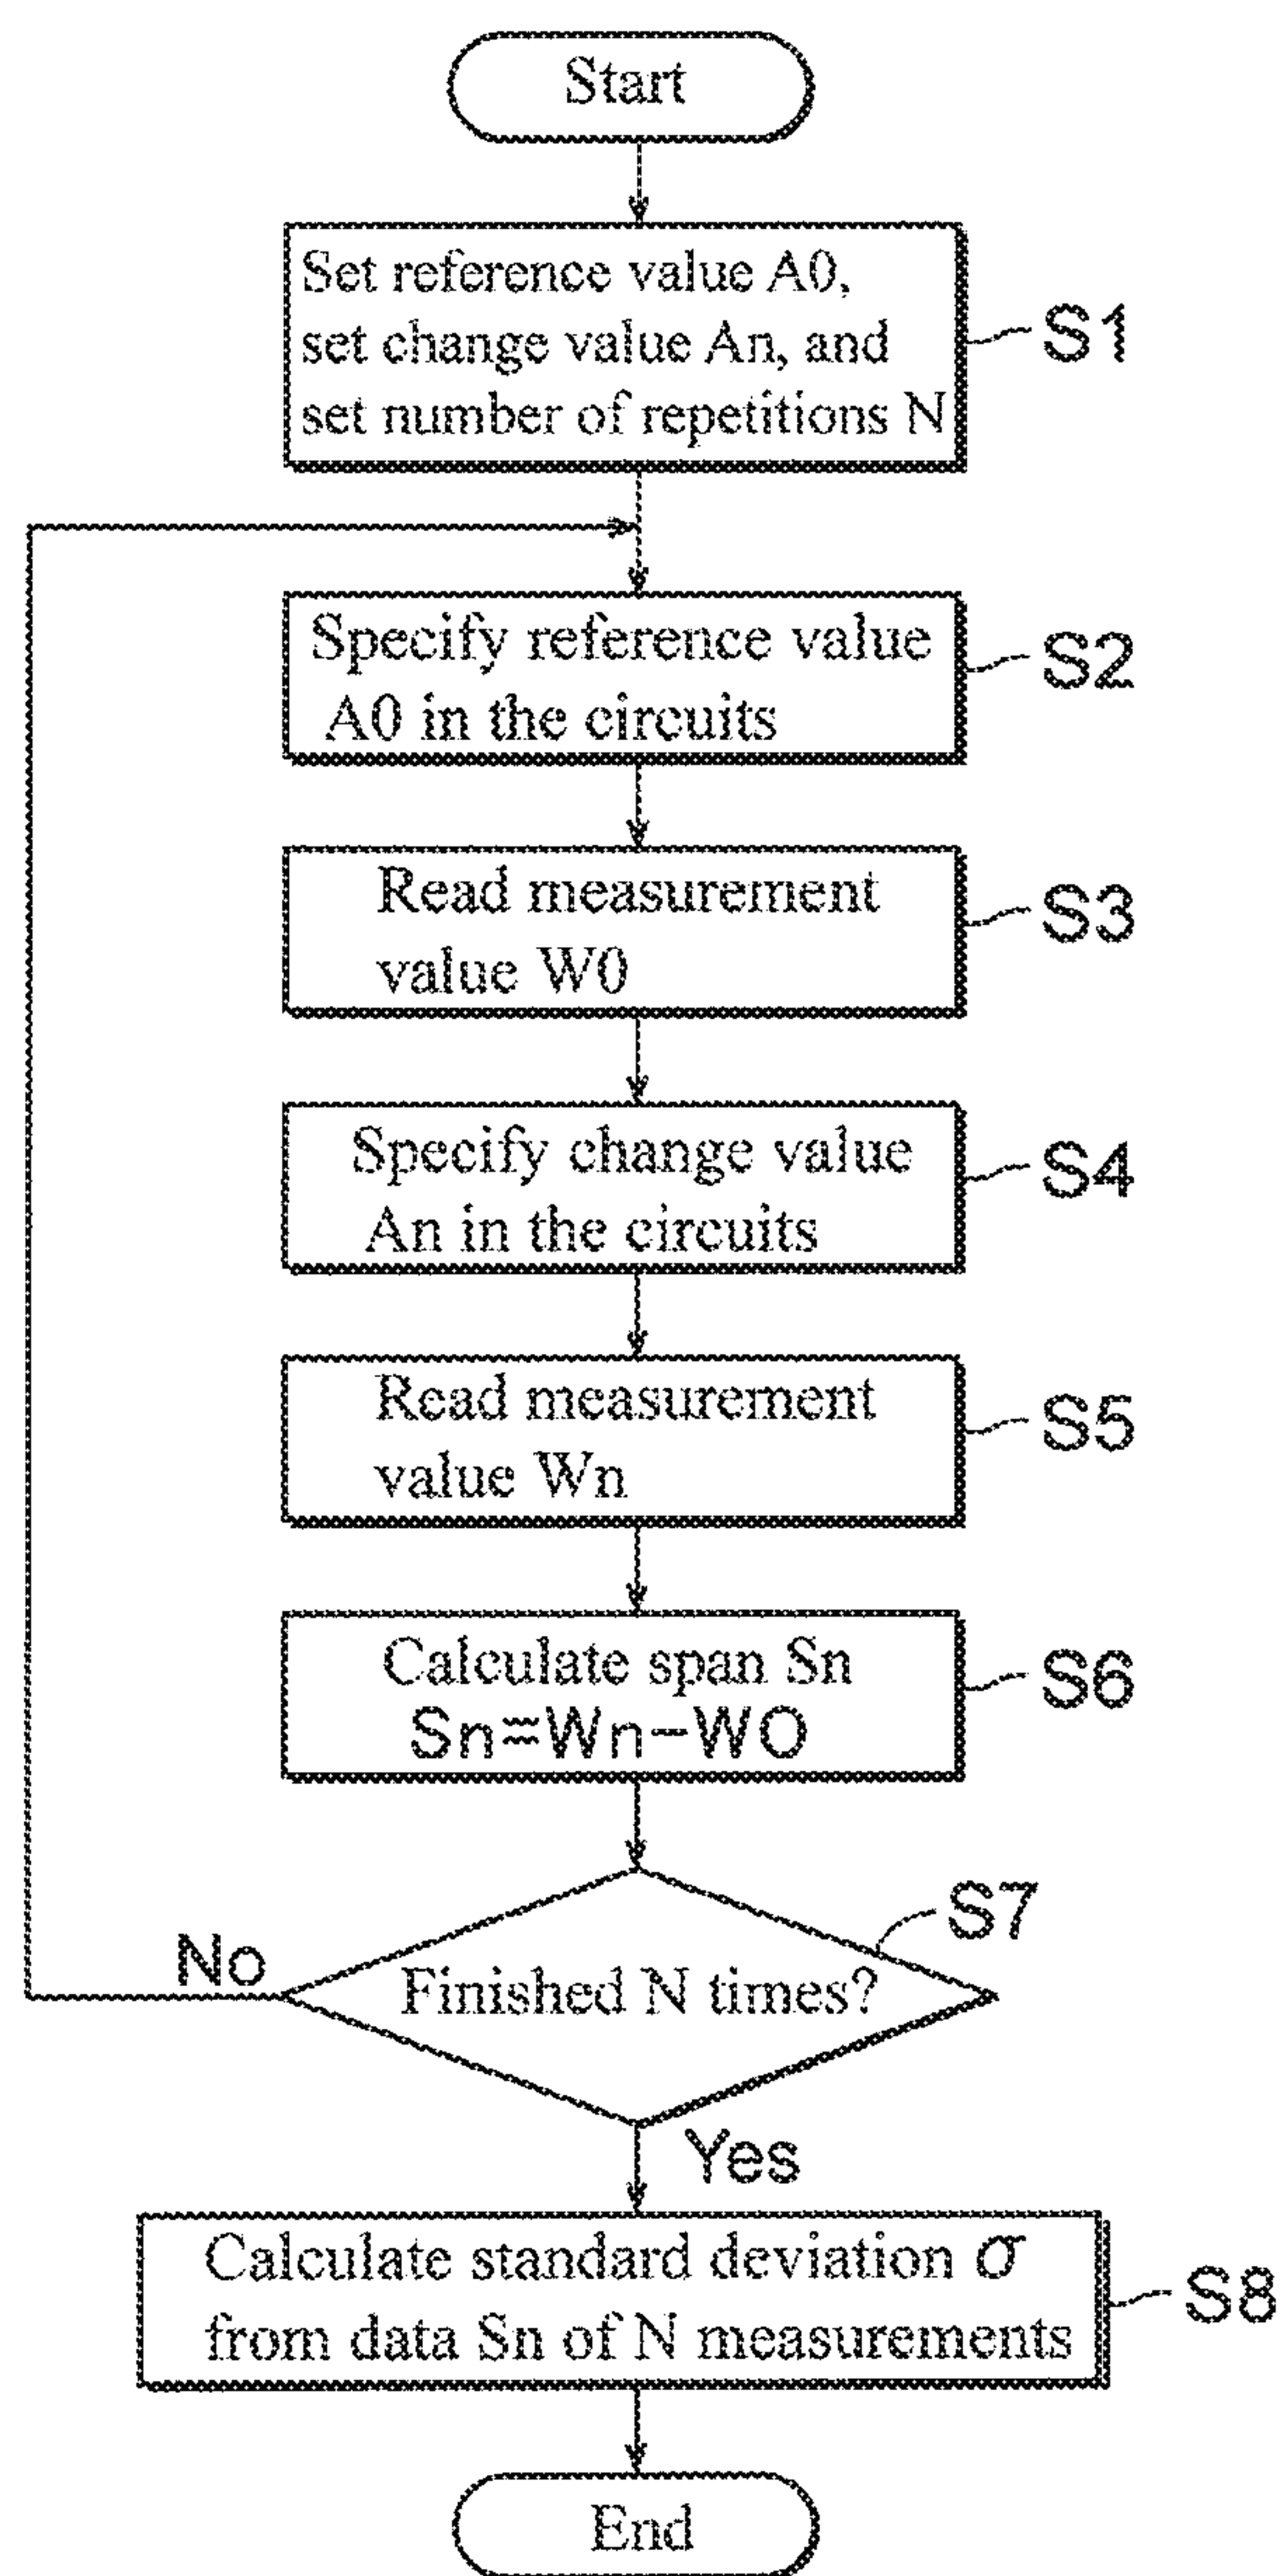 Start
Set reference value A0,
set change value An, and
set number of repetitions N
S1
Specify reference value
A0 in the circuits
S2
Read measurement
value W0
S3
Specify change value
An in the circuits
S4
Read measurement
value Wn
S5
Calculate span Sn
Sn=Wn-W0
S6
Finished N times?
S7
No
Yes
Calculate standard deviation σ
from data Sn of N measurements
S8
End